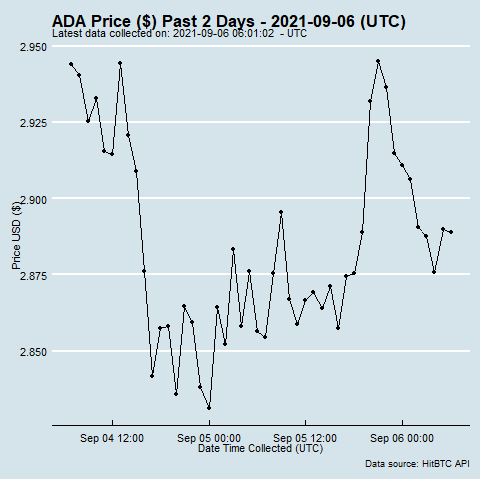 ADA Price ($) Past 2 Days - 2021-09-06 (UTC)
Latest data collected on: 2021-09-06 06:01:02 - UTC
2.950
2.925
2.900
2.875
2.850
Price USD ($)
Sep 04 12:00
Sep 05 00:00
Sep 05 12:00
Sep 06 00:00
Date Time Collected (UTC)
Data source: HitBTC API